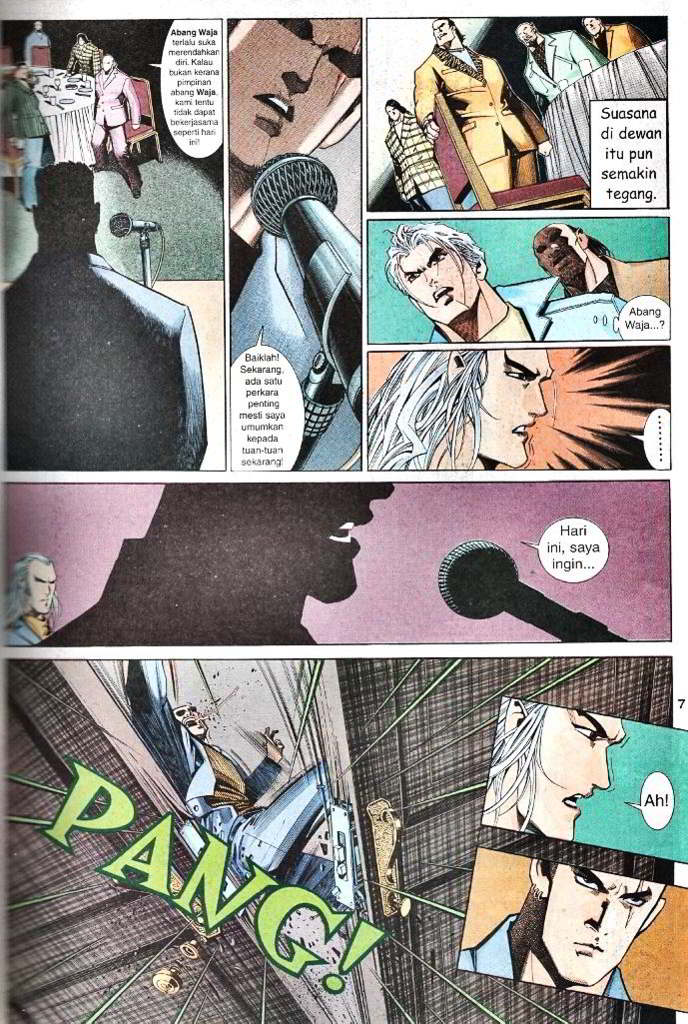 Abang Waja
terlalu suka
merendahkan
diri. Kalau
bukan kerana
pimpinan
abang Waja,
kami tentu
tidak dapat
bekerjasama
seperti hari
ini!
Baiklah!
Sekarang,
ada satu
perkara
penting
mesti saya
umumkan
kepada
tuan-tuan
sekarang!
Suasana
di dewan
itu pun
semakin
tegang.
Abang
Waja...?
.......
Hari
ini, saya
ingin...
PANG!
Ah!
7